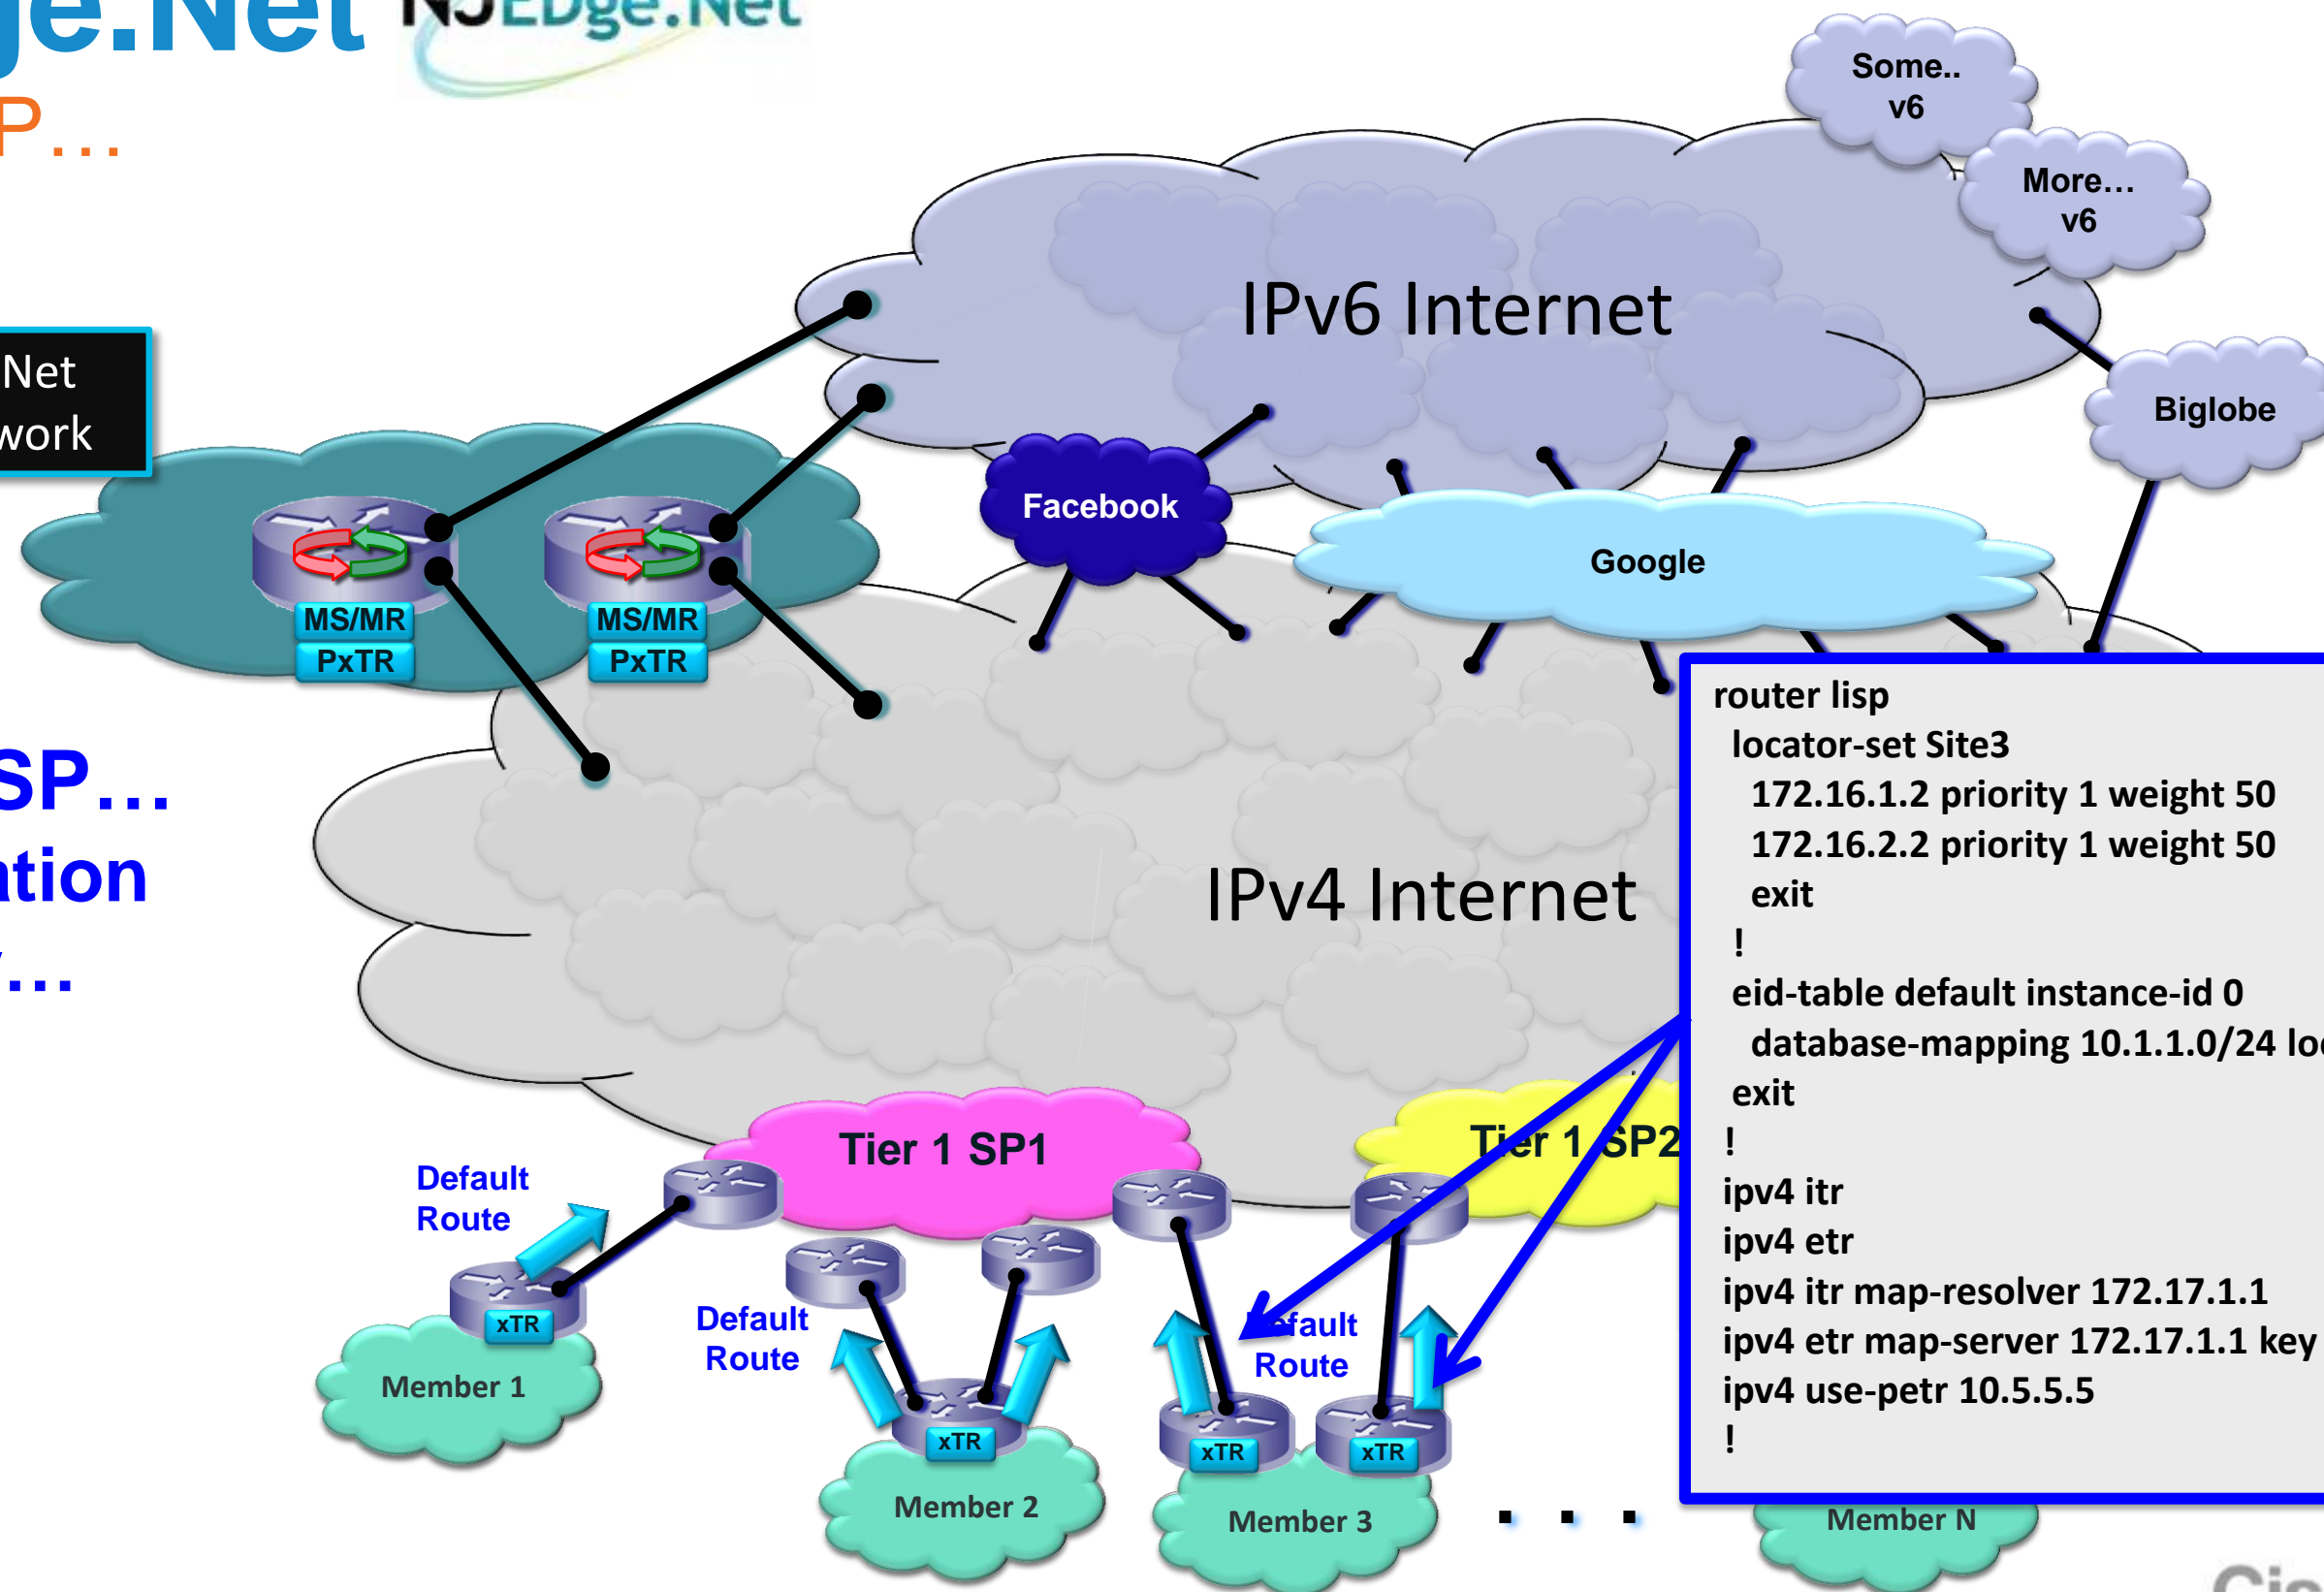 ge.Net
NJEDge.Net
P…
Some..
v6
More…
v6
IPv6 Internet
Net
work
Biglobe
Facebook
Google
MS/MR
PxTR
MS/MR
PxTR
SP…
ation
…
IPv4 Internet
router lisp
locator-set Site3
172.16.1.2 priority 1 weight 50
172.16.2.2 priority 1 weight 50
exit
!
eid-table default instance-id 0
database-mapping 10.1.1.0/24 loc
exit
!
ipv4 itr
ipv4 etr
ipv4 itr map-resolver 172.17.1.1
ipv4 etr map-server 172.17.1.1 key
ipv4 use-petr 10.5.5.5
!
Tier 1 SP1
Tier 1 SP2
Default
Route
xTR
Member 1
Default
Route
xTR
Member 2
Default
Route
xTR
xTR
Member 3
. . .
Member N
Cis